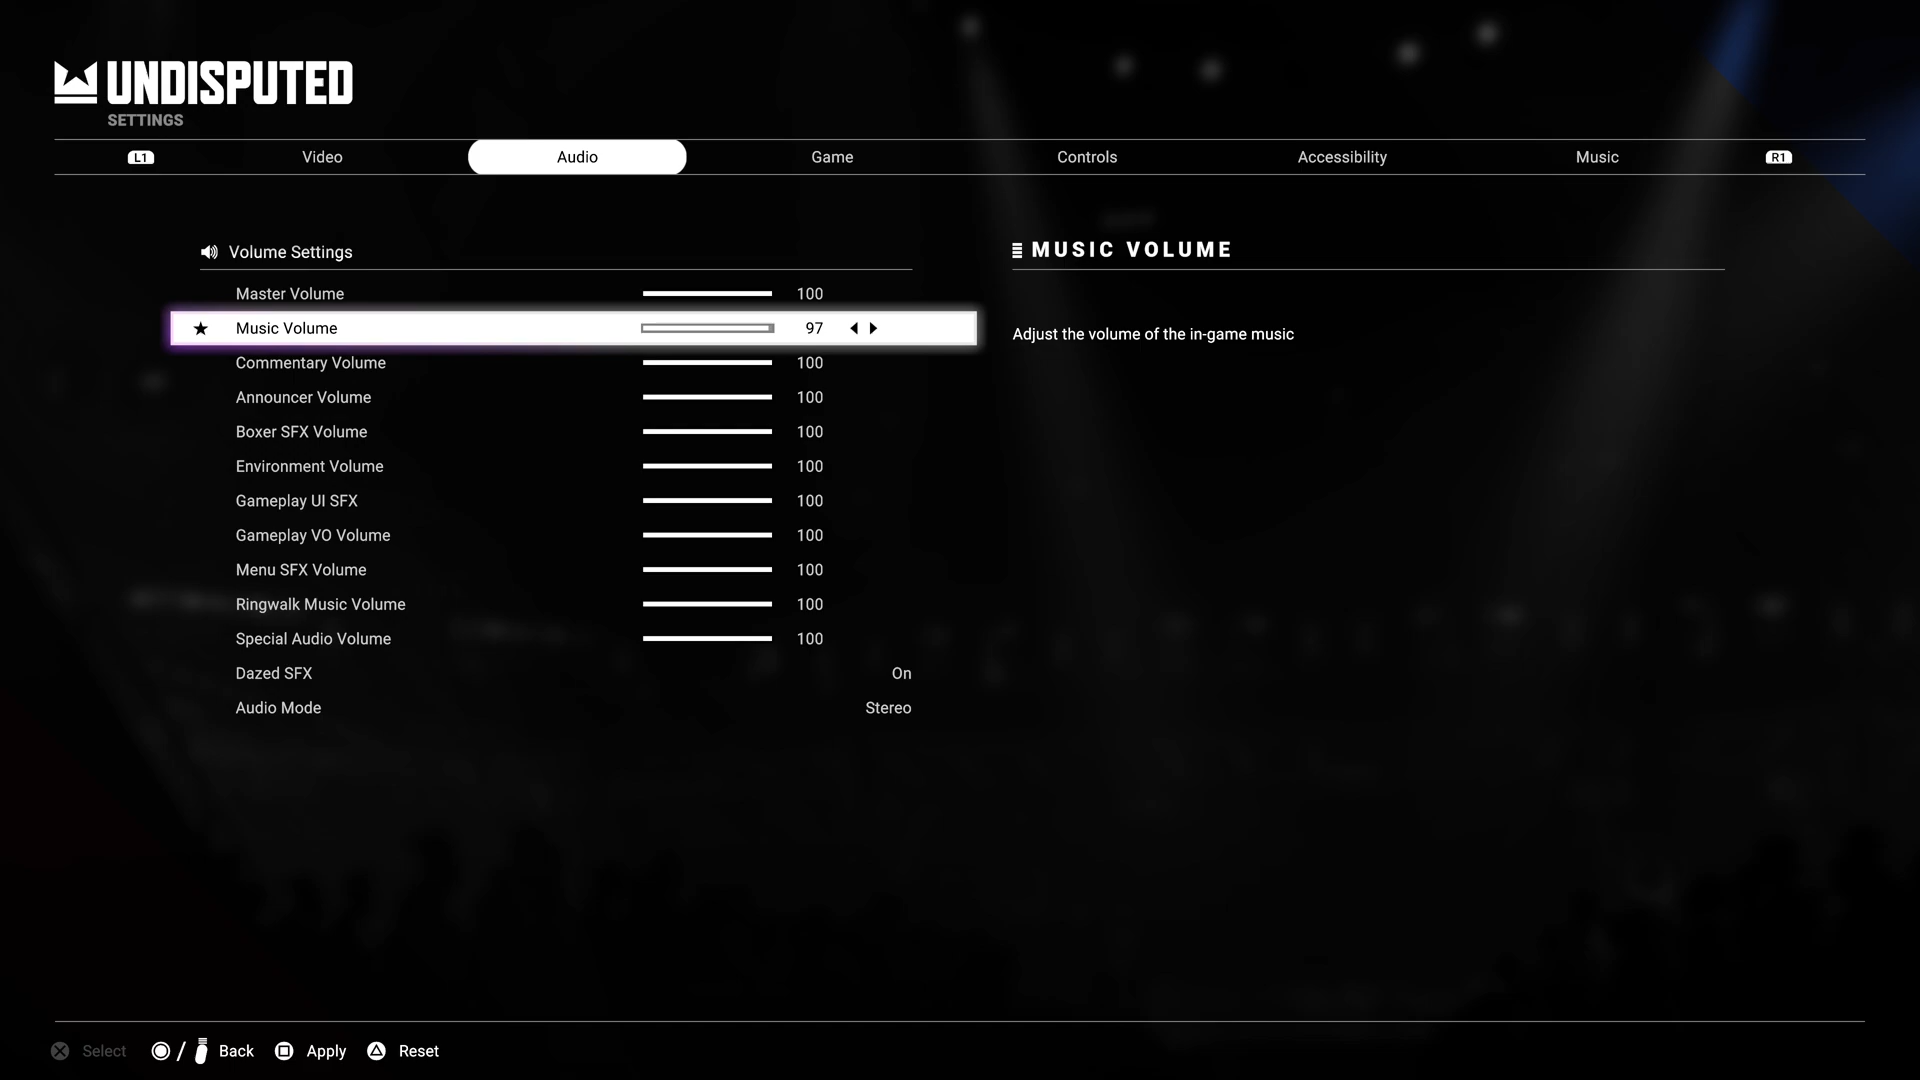 UNDISPUTED
SETTINGS
L1 Video Audio Game Controls Accessibility Music R1
Volume Settings
Master Volume 100
Music Volume 97
Commentary Volume 100
Announcer Volume 100
Boxer SFX Volume 100
Environment Volume 100
Gameplay UI SFX 100
Gameplay VO Volume 100
Menu SFX Volume 100
Ringwalk Music Volume 100
Special Audio Volume 100
Dazed SFX On
Audio Mode Stereo
MUSIC VOLUME
Adjust the volume of the in-game music
Select / Back Apply Reset